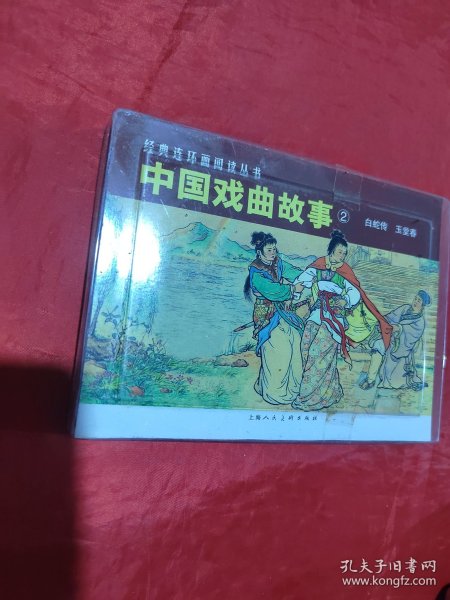 经典连环画阅读丛书
中国戏曲故事②
白蛇传 玉堂春
上海人民美术出版社
孔夫子旧书网
www.kongfz.com